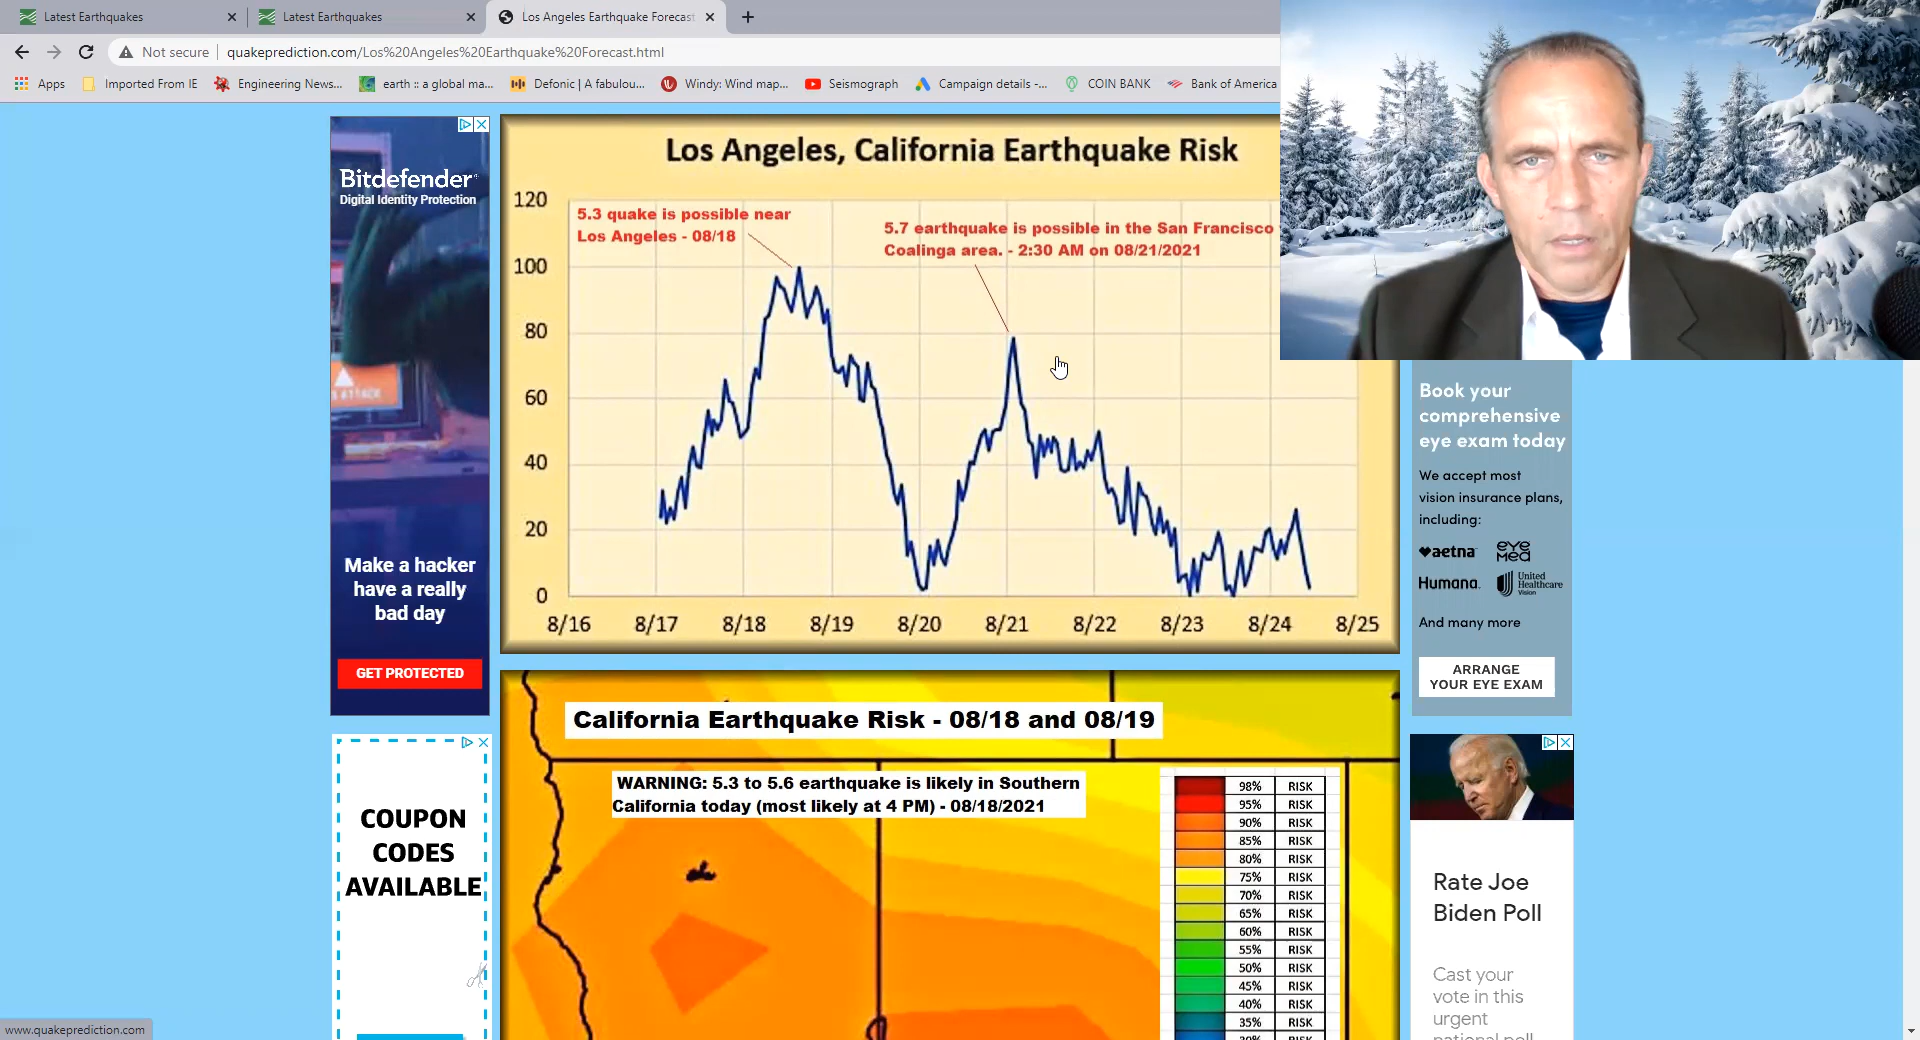 Latest Earthquakes
Latest Earthquakes
Los Angeles Earthquake Forecast
Not secure
quakeprediction.com/Los%20Angeles%20Earthquake%20Forecast.html
Apps
Imported From IE
Engineering News...
earth :: a global ma...
Defonic | A fabulou...
Windy: Wind map...
Seismograph
Campaign details -...
COIN BANK
Bank of America
Bitdefender
Digital Identity Protection
Make a hacker
have a really
bad day
GET PROTECTED
COUPON
CODES
AVAILABLE
Los Angeles, California Earthquake Risk
120
100
80
60
40
20
0
5.3 quake is possible near
Los Angeles - 08/18
5.7 earthquake is possible in the San Francisco
Coalinga area. - 2:30 AM on 08/21/2021
8/16
8/17
8/18
8/19
8/20
8/21
8/22
8/23
8/24
8/25
California Earthquake Risk - 08/18 and 08/19
WARNING: 5.3 to 5.6 earthquake is likely in Southern
California today (most likely at 4 PM) - 08/18/2021
98% RISK
95% RISK
90% RISK
85% RISK
80% RISK
75% RISK
70% RISK
65% RISK
60% RISK
55% RISK
50% RISK
45% RISK
40% RISK
35% RISK
Book your
comprehensive
eye exam today
We accept most
vision insurance plans,
including:
aetna
EYE
MED
Humana.
United
Healthcare
Vision
And many more
ARRANGE
YOUR EYE EXAM
Rate Joe
Biden Poll
Cast your
vote in this
urgent
national poll
www.quakeprediction.com